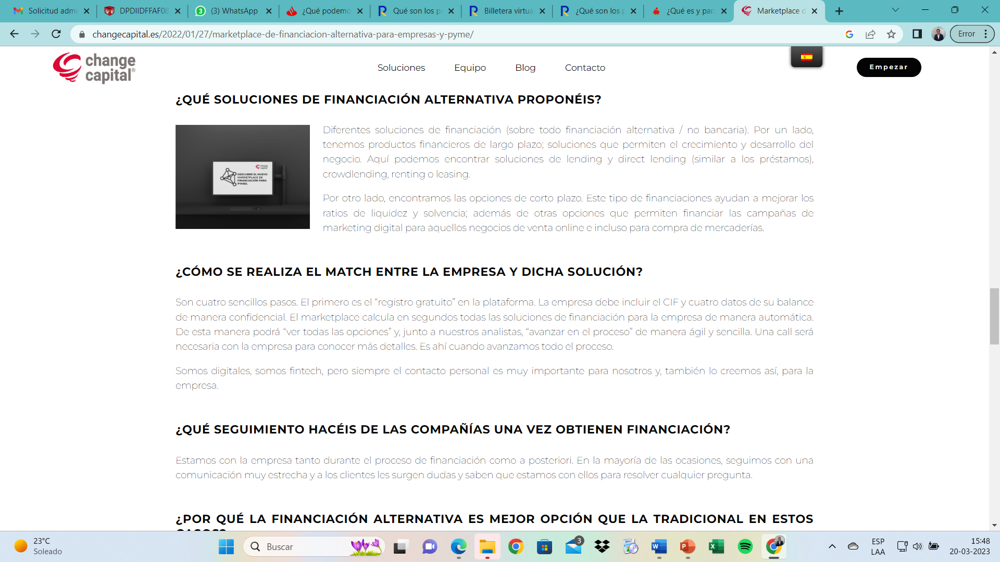 Solicitud admi
DPDIIDFFAF08
(3) WhatsApp
¿Qué podemo
Qué son los p
Billetera virtua
¿Qué son los p
¿Qué es y para
Marketplace d
changecapital.es/2022/01/27/marketplace-de-financiacion-alternativa-para-empresas-y-pyme/
Error
change
capital®
Soluciones
Equipo
Blog
Contacto
Empezar
¿QUÉ SOLUCIONES DE FINANCIACIÓN ALTERNATIVA PROPONÉIS?
change
capital
DESCUBRE EL NUEVO
MARKETPLACE DE
FINANCIACIÓN PARA
PYMES.
Diferentes soluciones de financiación (sobre todo financiación alternativa / no bancaria). Por un lado,
tenemos productos financieros de largo plazo; soluciones que permiten el crecimiento y desarrollo del
negocio. Aquí podemos encontrar soluciones de lending y direct lending (similar a los préstamos),
crowdlending, renting o leasing.
Por otro lado, encontramos las opciones de corto plazo. Este tipo de financiaciones ayudan a mejorar los
ratios de liquidez y solvencia; además de otras opciones que permiten financiar las campañas de
marketing digital para aquellos negocios de venta online e incluso para compra de mercaderías.
¿CÓMO SE REALIZA EL MATCH ENTRE LA EMPRESA Y DICHA SOLUCIÓN?
Son cuatro sencillos pasos. El primero es el “registro gratuito” en la plataforma. La empresa debe incluir el CIF y cuatro datos de su balance
de manera confidencial. El marketplace calcula en segundos todas las soluciones de financiación para la empresa de manera automática.
De esta manera podrá “ver todas las opciones” y, junto a nuestros analistas, “avanzar en el proceso” de manera ágil y sencilla. Una call será
necesaria con la empresa para conocer más detalles. Es ahí cuando avanzamos todo el proceso.
Somos digitales, somos fintech, pero siempre el contacto personal es muy importante para nosotros y, también lo creemos así, para la
empresa.
¿QUÉ SEGUIMIENTO HACÉIS DE LAS COMPAÑÍAS UNA VEZ OBTIENEN FINANCIACIÓN?
Estamos con la empresa tanto durante el proceso de financiación como a posteriori. En la mayoría de las ocasiones, seguimos con una
comunicación muy estrecha y a los clientes les surgen dudas y saben que estamos con ellos para resolver cualquier pregunta.
¿POR QUÉ LA FINANCIACIÓN ALTERNATIVA ES MEJOR OPCIÓN QUE LA TRADICIONAL EN ESTOS
23°C
Soleado
Buscar
3
ESP
LAA
15:48
20-03-2023